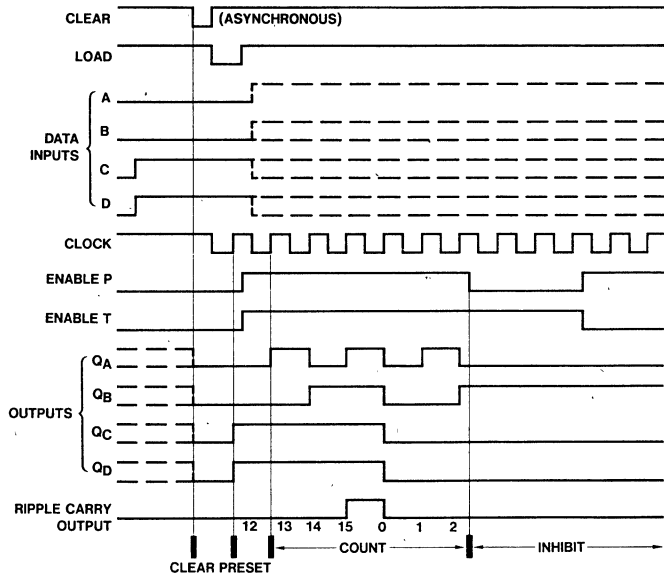 CLEAR (ASYNCHRONOUS)
LOAD
A
B
DATA INPUTS
C
D
CLOCK
ENABLE P
ENABLE T
QA
QB
OUTPUTS
QC
QD
RIPPLE CARRY
OUTPUT 12 13 14 15 0 1 2
COUNT INHIBIT
CLEAR PRESET